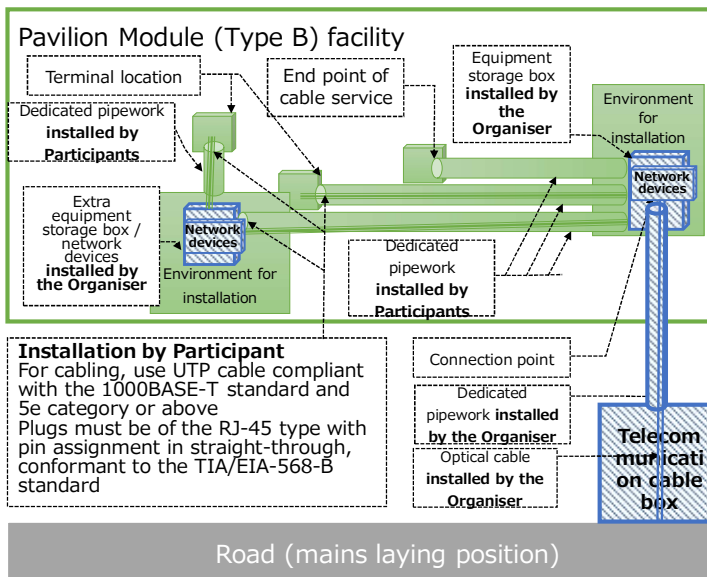 Pavilion Module (Type B) facility
Terminal location
End point of
cable service
Equipment
storage box
installed by
the
Organiser
Environment
for
installation
Dedicated pipework
installed by
Participants
Network
devices
Extra
equipment
storage box /
network
devices
installed by
the Organiser
Network
devices
Environment for
installation
Dedicated
pipework
installed by
Participants
Installation by Participant
For cabling, use UTP cable compliant
with the 1000BASE-T standard and
5e category or above
Plugs must be of the RJ-45 type with
pin assignment in straight-through,
conformant to the TIA/EIA-568-B
standard
Connection point
Dedicated
pipework installed
by the Organiser
Optical cable
installed by the
Organiser
Telecom
municati
on cable
box
Road (mains laying position)